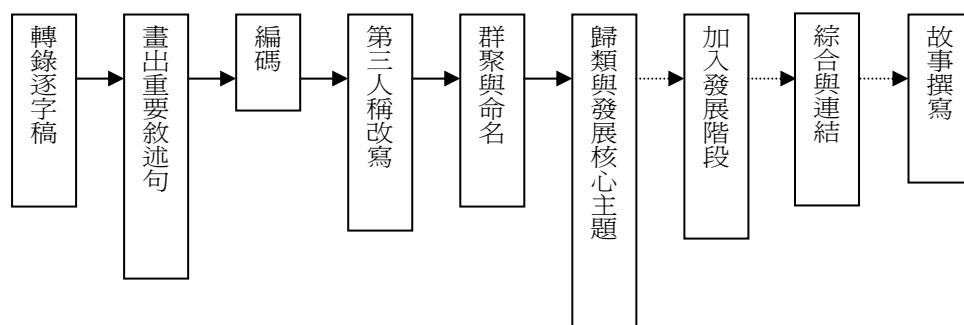 轉錄逐字稿
畫出重要敘述句
編碼
第三人稱改寫
群聚與命名
歸類與發展核心主題
加入發展階段
綜合與連結
故事撰寫